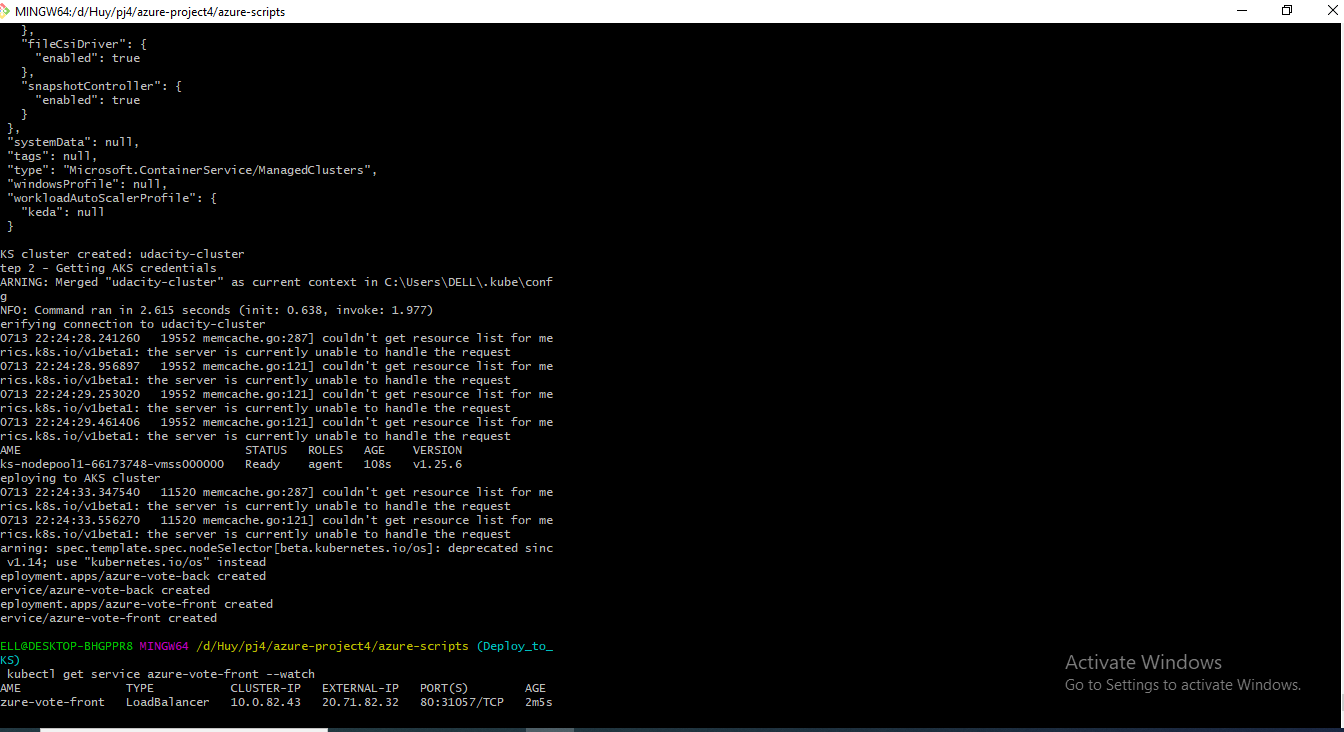 MINGW64:/d/Huy/pj4/azure-project4/azure-scripts
},
"fileCsiDriver": {
"enabled": true
},
"snapshotController": {
"enabled": true
}
},
"systemData": null,
"tags": null,
"type": "Microsoft.ContainerService/ManagedClusters",
"windowsProfile": null,
"workloadAutoScalerProfile": {
"keda": null
}
KS cluster created: udacity-cluster
tep 2 - Getting AKS credentials
ARNING: Merged "udacity-cluster" as current context in C:\Users\DELL\.kube\conf
g
NFO: Command ran in 2.615 seconds (init: 0.638, invoke: 1.977)
erifying connection to udacity-cluster
0713 22:24:28.241260   19552 memcache.go:287] couldn't get resource list for me
rics.k8s.io/v1beta1: the server is currently unable to handle the request
0713 22:24:28.956897   19552 memcache.go:121] couldn't get resource list for me
rics.k8s.io/v1beta1: the server is currently unable to handle the request
0713 22:24:29.253020   19552 memcache.go:121] couldn't get resource list for me
rics.k8s.io/v1beta1: the server is currently unable to handle the request
0713 22:24:29.461406   19552 memcache.go:121] couldn't get resource list for me
rics.k8s.io/v1beta1: the server is currently unable to handle the request
AME STATUS ROLES AGE VERSION
ks-nodepool1-66173748-vmss000000 Ready agent 108s v1.25.6
eploying to AKS cluster
0713 22:24:33.347540   11520 memcache.go:287] couldn't get resource list for me
rics.k8s.io/v1beta1: the server is currently unable to handle the request
0713 22:24:33.556270   11520 memcache.go:121] couldn't get resource list for me
rics.k8s.io/v1beta1: the server is currently unable to handle the request
arning: spec.template.spec.nodeSelector[beta.kubernetes.io/os]: deprecated sinc
v1.14; use "kubernetes.io/os" instead
eployment.apps/azure-vote-back created
ervice/azure-vote-back created
eployment.apps/azure-vote-front created
ervice/azure-vote-front created
ELL@DESKTOP-BHGPPR8 MINGW64 /d/Huy/pj4/azure-project4/azure-scripts (Deploy_to_
KS)
kubectl get service azure-vote-front --watch
AME TYPE CLUSTER-IP EXTERNAL-IP PORT(S) AGE
zure-vote-front LoadBalancer 10.0.82.43 20.71.82.32 80:31057/TCP 2m5s
Activate Windows
Go to Settings to activate Windows.